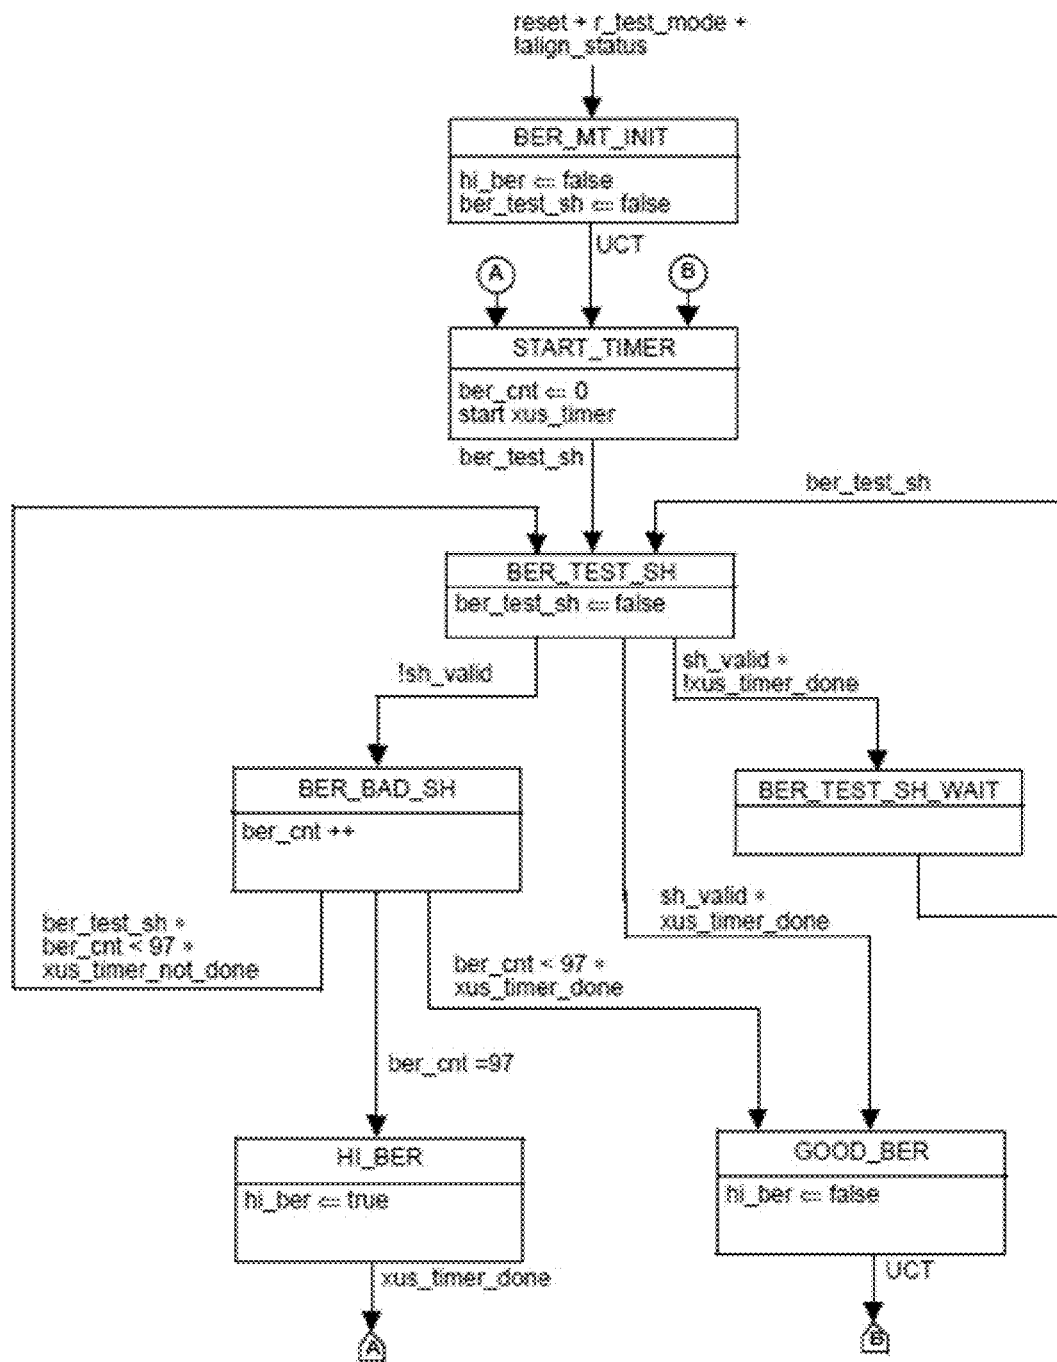 reset + r_test_mode +
!align_status
BER_MT_INIT
hi_ber ⇐ false
ber_test_sh ⇐ false
UCT
A
B
START_TIMER
ber_cnt ⇐ 0
start xus_timer
ber_test_sh
ber_test_sh
BER_TEST_SH
ber_test_sh ⇐ false
!sh_valid
sh_valid *
!xus_timer_done
BER_BAD_SH
ber_cnt ++
BER_TEST_SH_WAIT
ber_test_sh *
ber_cnt < 97 *
xus_timer_not_done
sh_valid *
xus_timer_done
ber_cnt < 97 *
xus_timer_done
ber_cnt =97
HI_BER
hi_ber ⇐ true
GOOD_BER
hi_ber ⇐ false
xus_timer_done
UCT
A
B